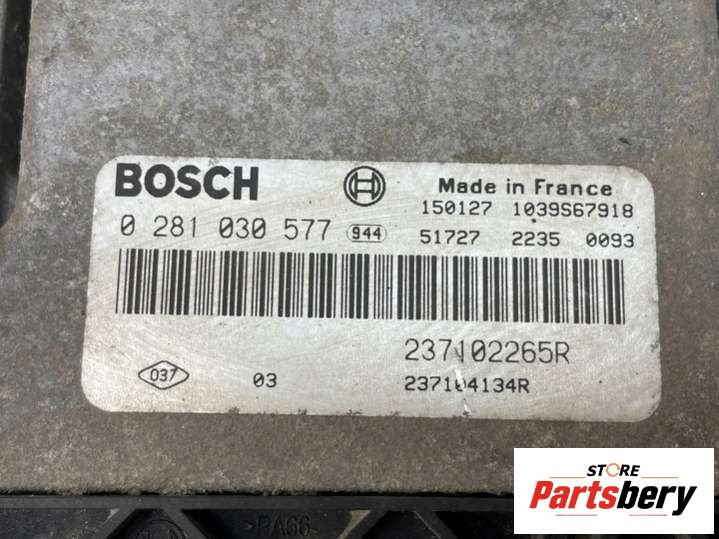 BOSCH
Made in France
150127 1039S67918
0 281 030 577 944 51727 2235 0093
237102265R
037 03 237104134R
>PA66-
STORE
Partsbery